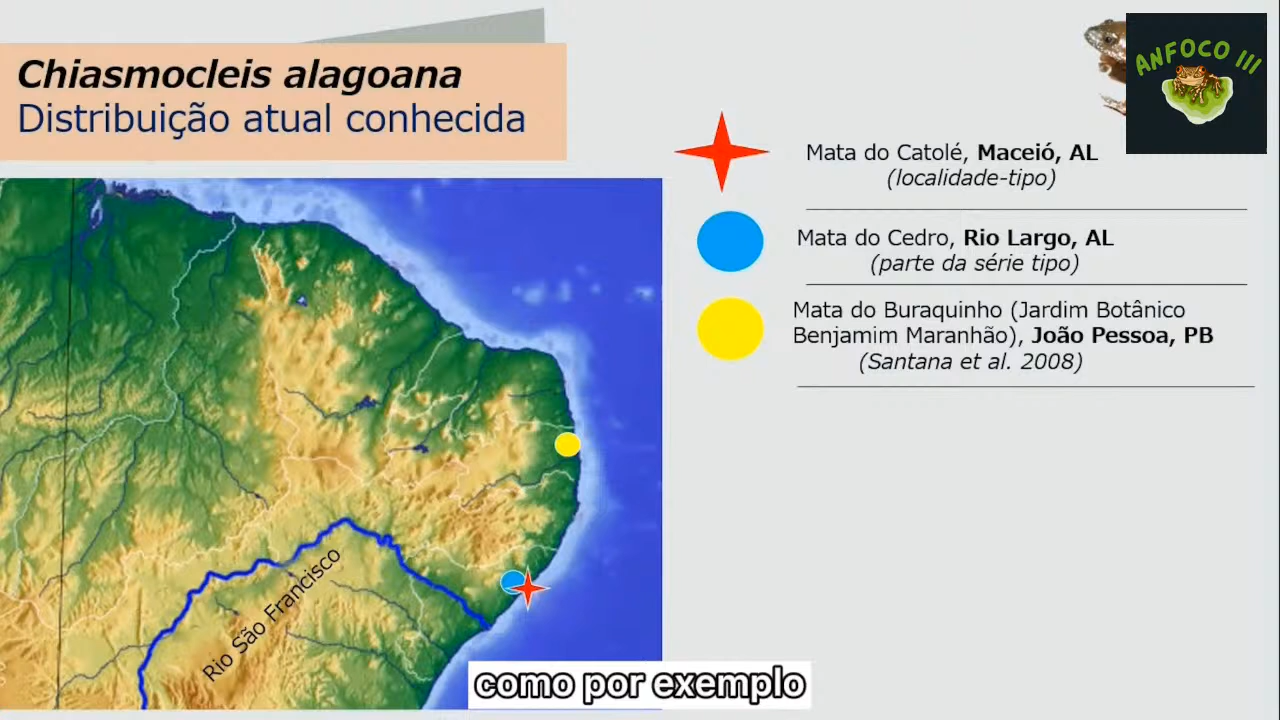 Chiasmocleis alagoana
Distribuição atual conhecida
ANFOCO III
Mata do Catolé, Maceió, AL
(localidade-tipo)
Mata do Cedro, Rio Largo, AL
(parte da série tipo)
Mata do Buraquinho (Jardim Botânico
Benjamim Maranhão), João Pessoa, PB
(Santana et al. 2008)
Rio São Francisco
como por exemplo